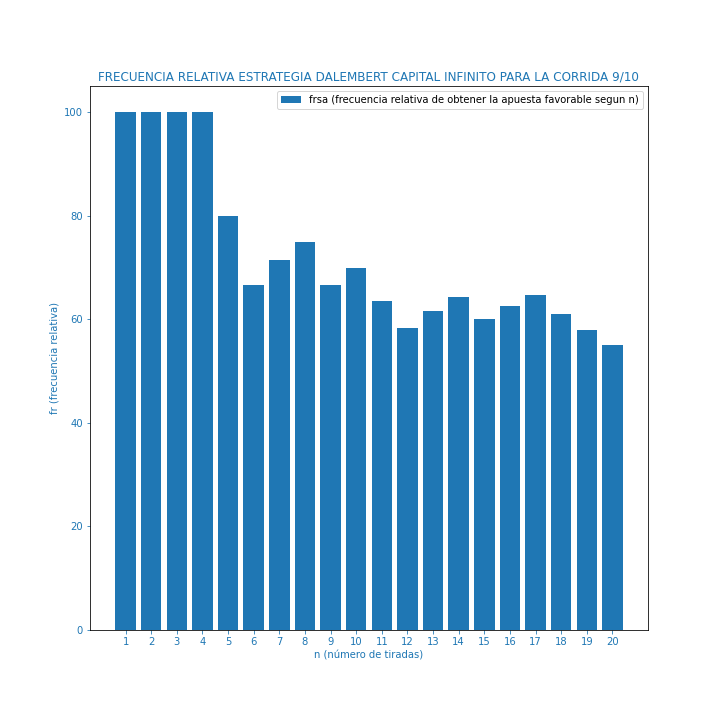 FRECUENCIA RELATIVA ESTRATEGIA DALEMBERT CAPITAL INFINITO PARA LA CORRIDA 9/10
frsa (frecuencia relativa de obtener la apuesta favorable segun n)
100
80
60
40
20
0
fr (frecuencia relativa)
1 2 3 4 5 6 7 8 9 10 11 12 13 14 15 16 17 18 19 20
n (número de tiradas)